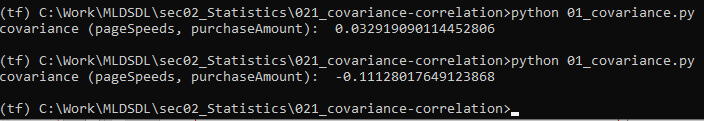 (tf) C:\Work\MLDSDL\sec02_Statistics\021_covariance-correlation>python 01_covariance.py
covariance (pageSpeeds, purchaseAmount):  0.032919090114452806
(tf) C:\Work\MLDSDL\sec02_Statistics\021_covariance-correlation>python 01_covariance.py
covariance (pageSpeeds, purchaseAmount):  -0.11128017649123868
(tf) C:\Work\MLDSDL\sec02_Statistics\021_covariance-correlation>